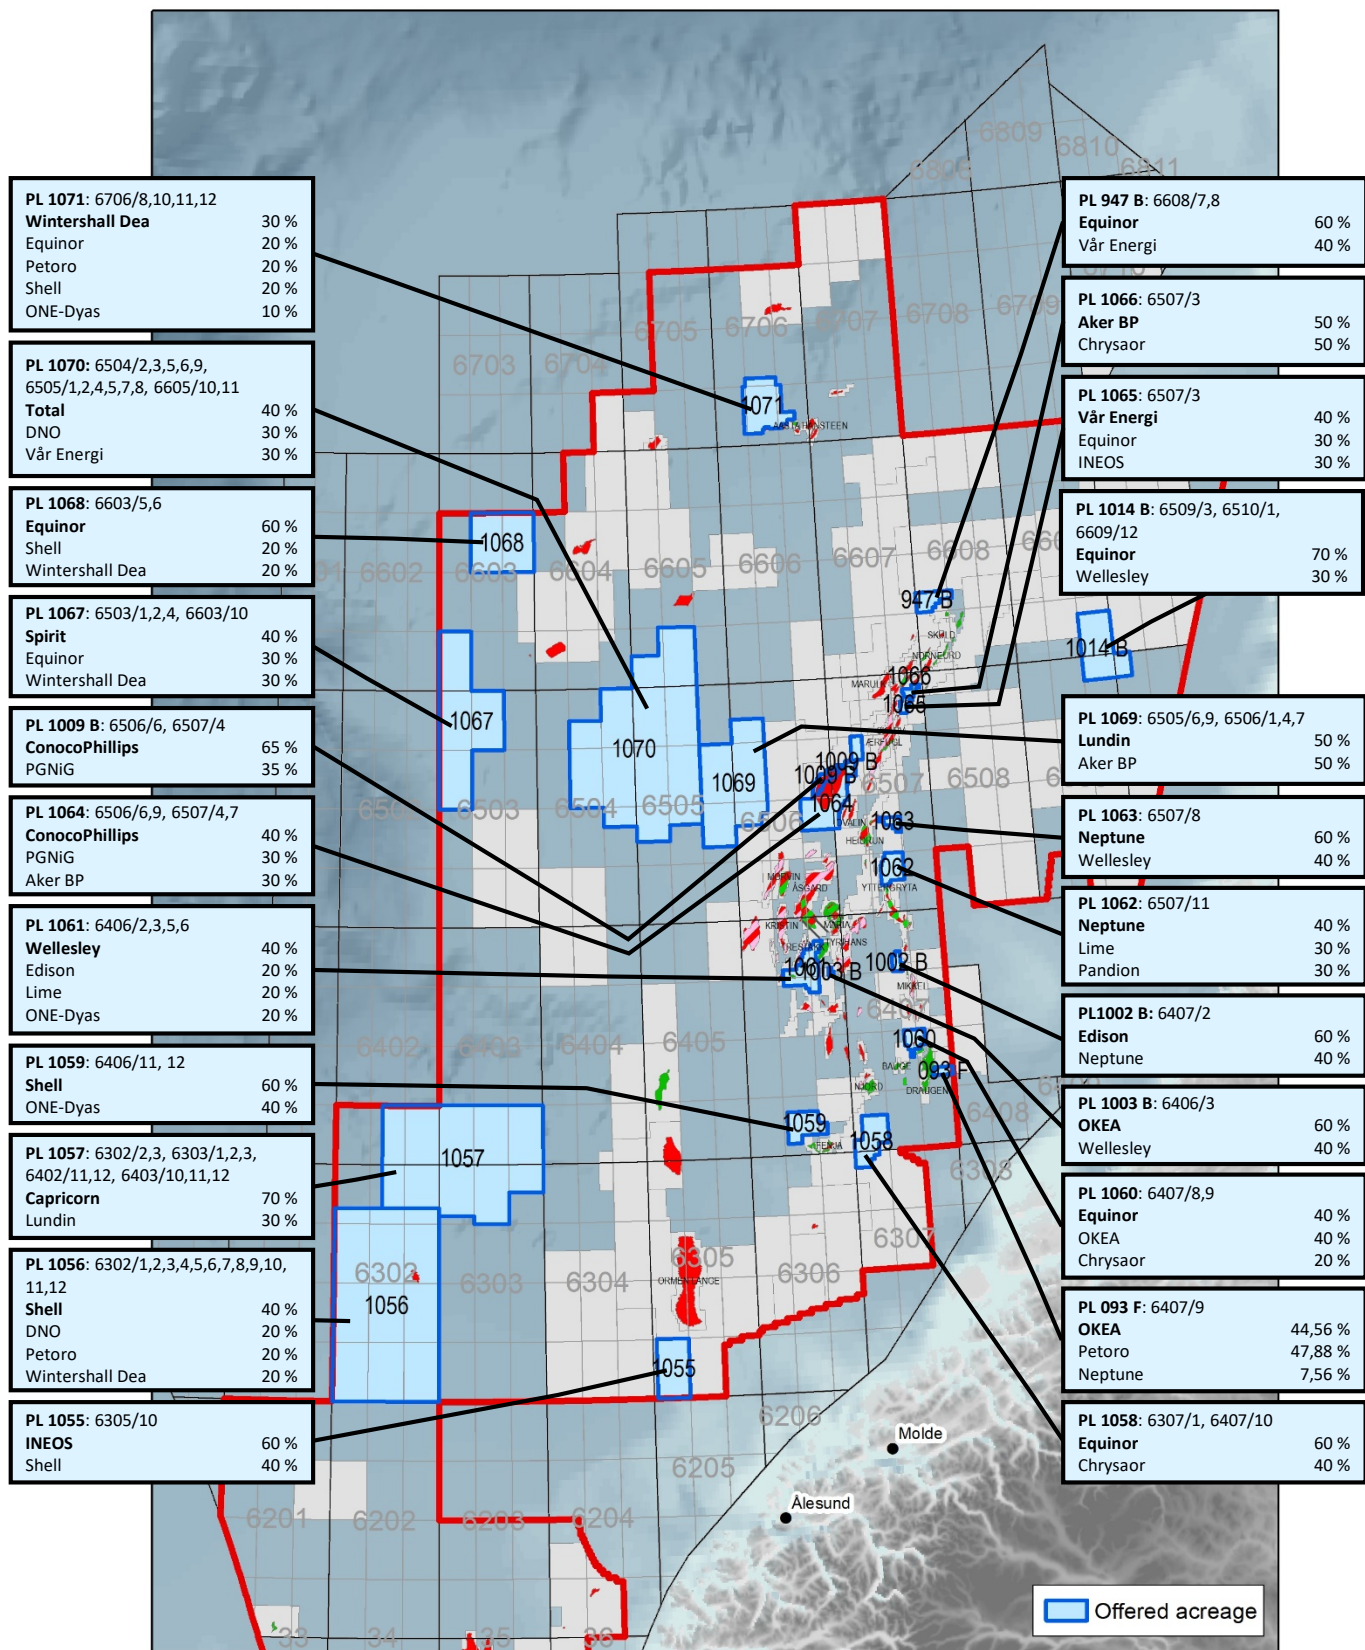 PL 1071: 6706/8,10,11,12
Wintershall Dea 30 %
Equinor 20 %
Petoro 20 %
Shell 20 %
ONE-Dyas 10 %
PL 1070: 6504/2,3,5,6,9,
6505/1,2,4,5,7,8, 6605/10,11
Total 40 %
DNO 30 %
Vår Energi 30 %
PL 1068: 6603/5,6
Equinor 60 %
Shell 20 %
Wintershall Dea 20 %
PL 1067: 6503/1,2,4, 6603/10
Spirit 40 %
Equinor 30 %
Wintershall Dea 30 %
PL 1009 B: 6506/6, 6507/4
ConocoPhillips 65 %
PGNiG 35 %
PL 1064: 6506/6,9, 6507/4,7
ConocoPhillips 40 %
PGNiG 30 %
Aker BP 30 %
PL 1061: 6406/2,3,5,6
Wellesley 40 %
Edison 20 %
Lime 20 %
ONE-Dyas 20 %
PL 1059: 6406/11, 12
Shell 60 %
ONE-Dyas 40 %
PL 1057: 6302/2,3, 6303/1,2,3,
6402/11,12, 6403/10,11,12
Capricorn 70 %
Lundin 30 %
PL 1056: 6302/1,2,3,4,5,6,7,8,9,10,
11,12
Shell 40 %
DNO 20 %
Petoro 20 %
Wintershall Dea 20 %
PL 1055: 6305/10
INEOS 60 %
Shell 40 %
PL 947 B: 6608/7,8
Equinor 60 %
Vår Energi 40 %
PL 1066: 6507/3
Aker BP 50 %
Chrysaor 50 %
PL 1065: 6507/3
Vår Energi 40 %
Equinor 30 %
INEOS 30 %
PL 1014 B: 6509/3, 6510/1,
6609/12
Equinor 70 %
Wellesley 30 %
PL 1069: 6505/6,9, 6506/1,4,7
Lundin 50 %
Aker BP 50 %
PL 1063: 6507/8
Neptune 60 %
Wellesley 40 %
PL 1062: 6507/11
Neptune 40 %
Lime 30 %
Pandion 30 %
PL1002 B: 6407/2
Edison 60 %
Neptune 40 %
PL 1003 B: 6406/3
OKEA 60 %
Wellesley 40 %
PL 1060: 6407/8,9
Equinor 40 %
OKEA 40 %
Chrysaor 20 %
PL 093 F: 6407/9
OKEA 44,56 %
Petoro 47,88 %
Neptune 7,56 %
PL 1058: 6307/1, 6407/10
Equinor 60 %
Chrysaor 40 %
6809
6810
6808
6811
6705
6706
6707
6708
6709
6703
6704
1071
AASTA HANSTEEN
1068
6602
6603
6604
6605
6606
6607
6608
947 B
SKULD
NORNE URD
1014 B
MARULK
1066
1065
ÆRFUGL
1067
1070
1069
1009 B
1009 B
1064
6503
6504
6505
6506
6507
6508
DVALIN
1063
HEIDRUN
1062
YTTERGRYTA
MORVIN
ÅSGARD
KRISTIN
MARIA
TYRIHANS
TRESTAKK
1061
1003 B
1002 B
MIKKEL
6402
6403
6404
6405
6407
1060
BAUGE
093 F
DRAUGEN
NJORD
6408
1059
1058
FENJA
1057
6308
6307
6302
6303
6304
6305
6306
ORMEN LANGE
1056
1055
6206
6205
Molde
Ålesund
6201
6202
6203
6204
33
34
35
36
Offered acreage